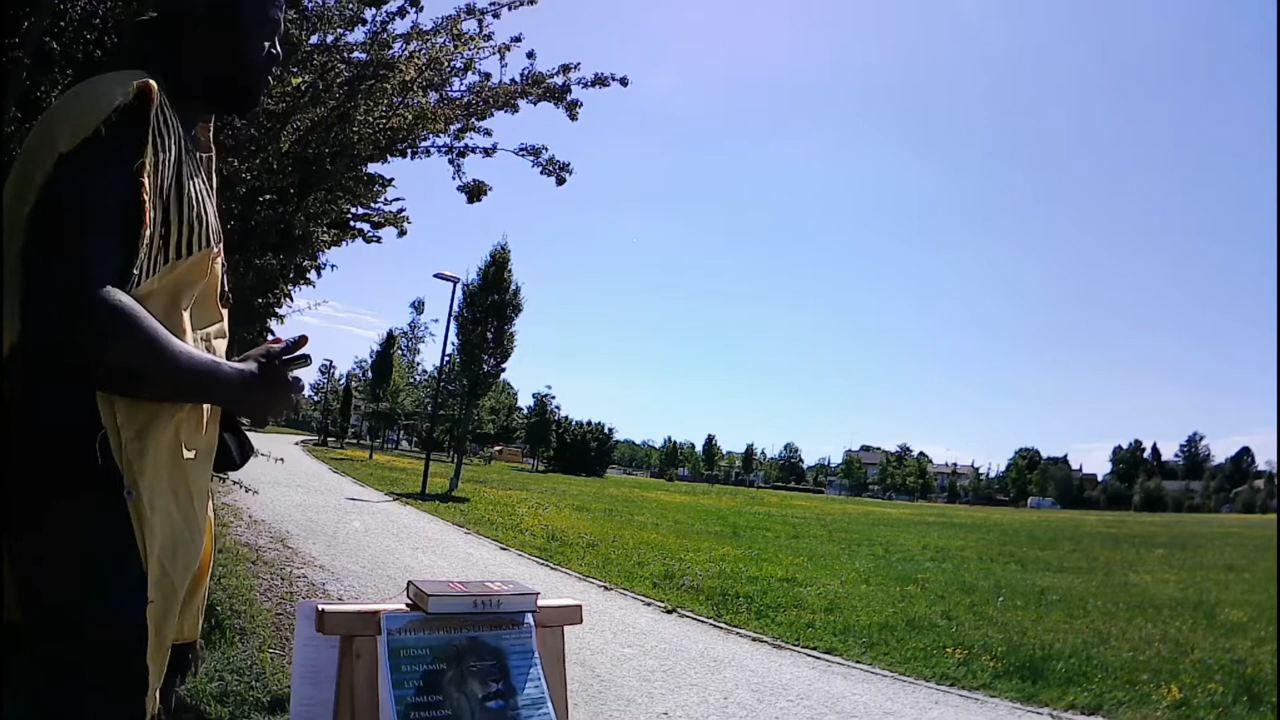 THE 12 TRIBES OF ISRAEL
JUDAH
BENJAMIN
LEVI
SIMEON
ZEBULON